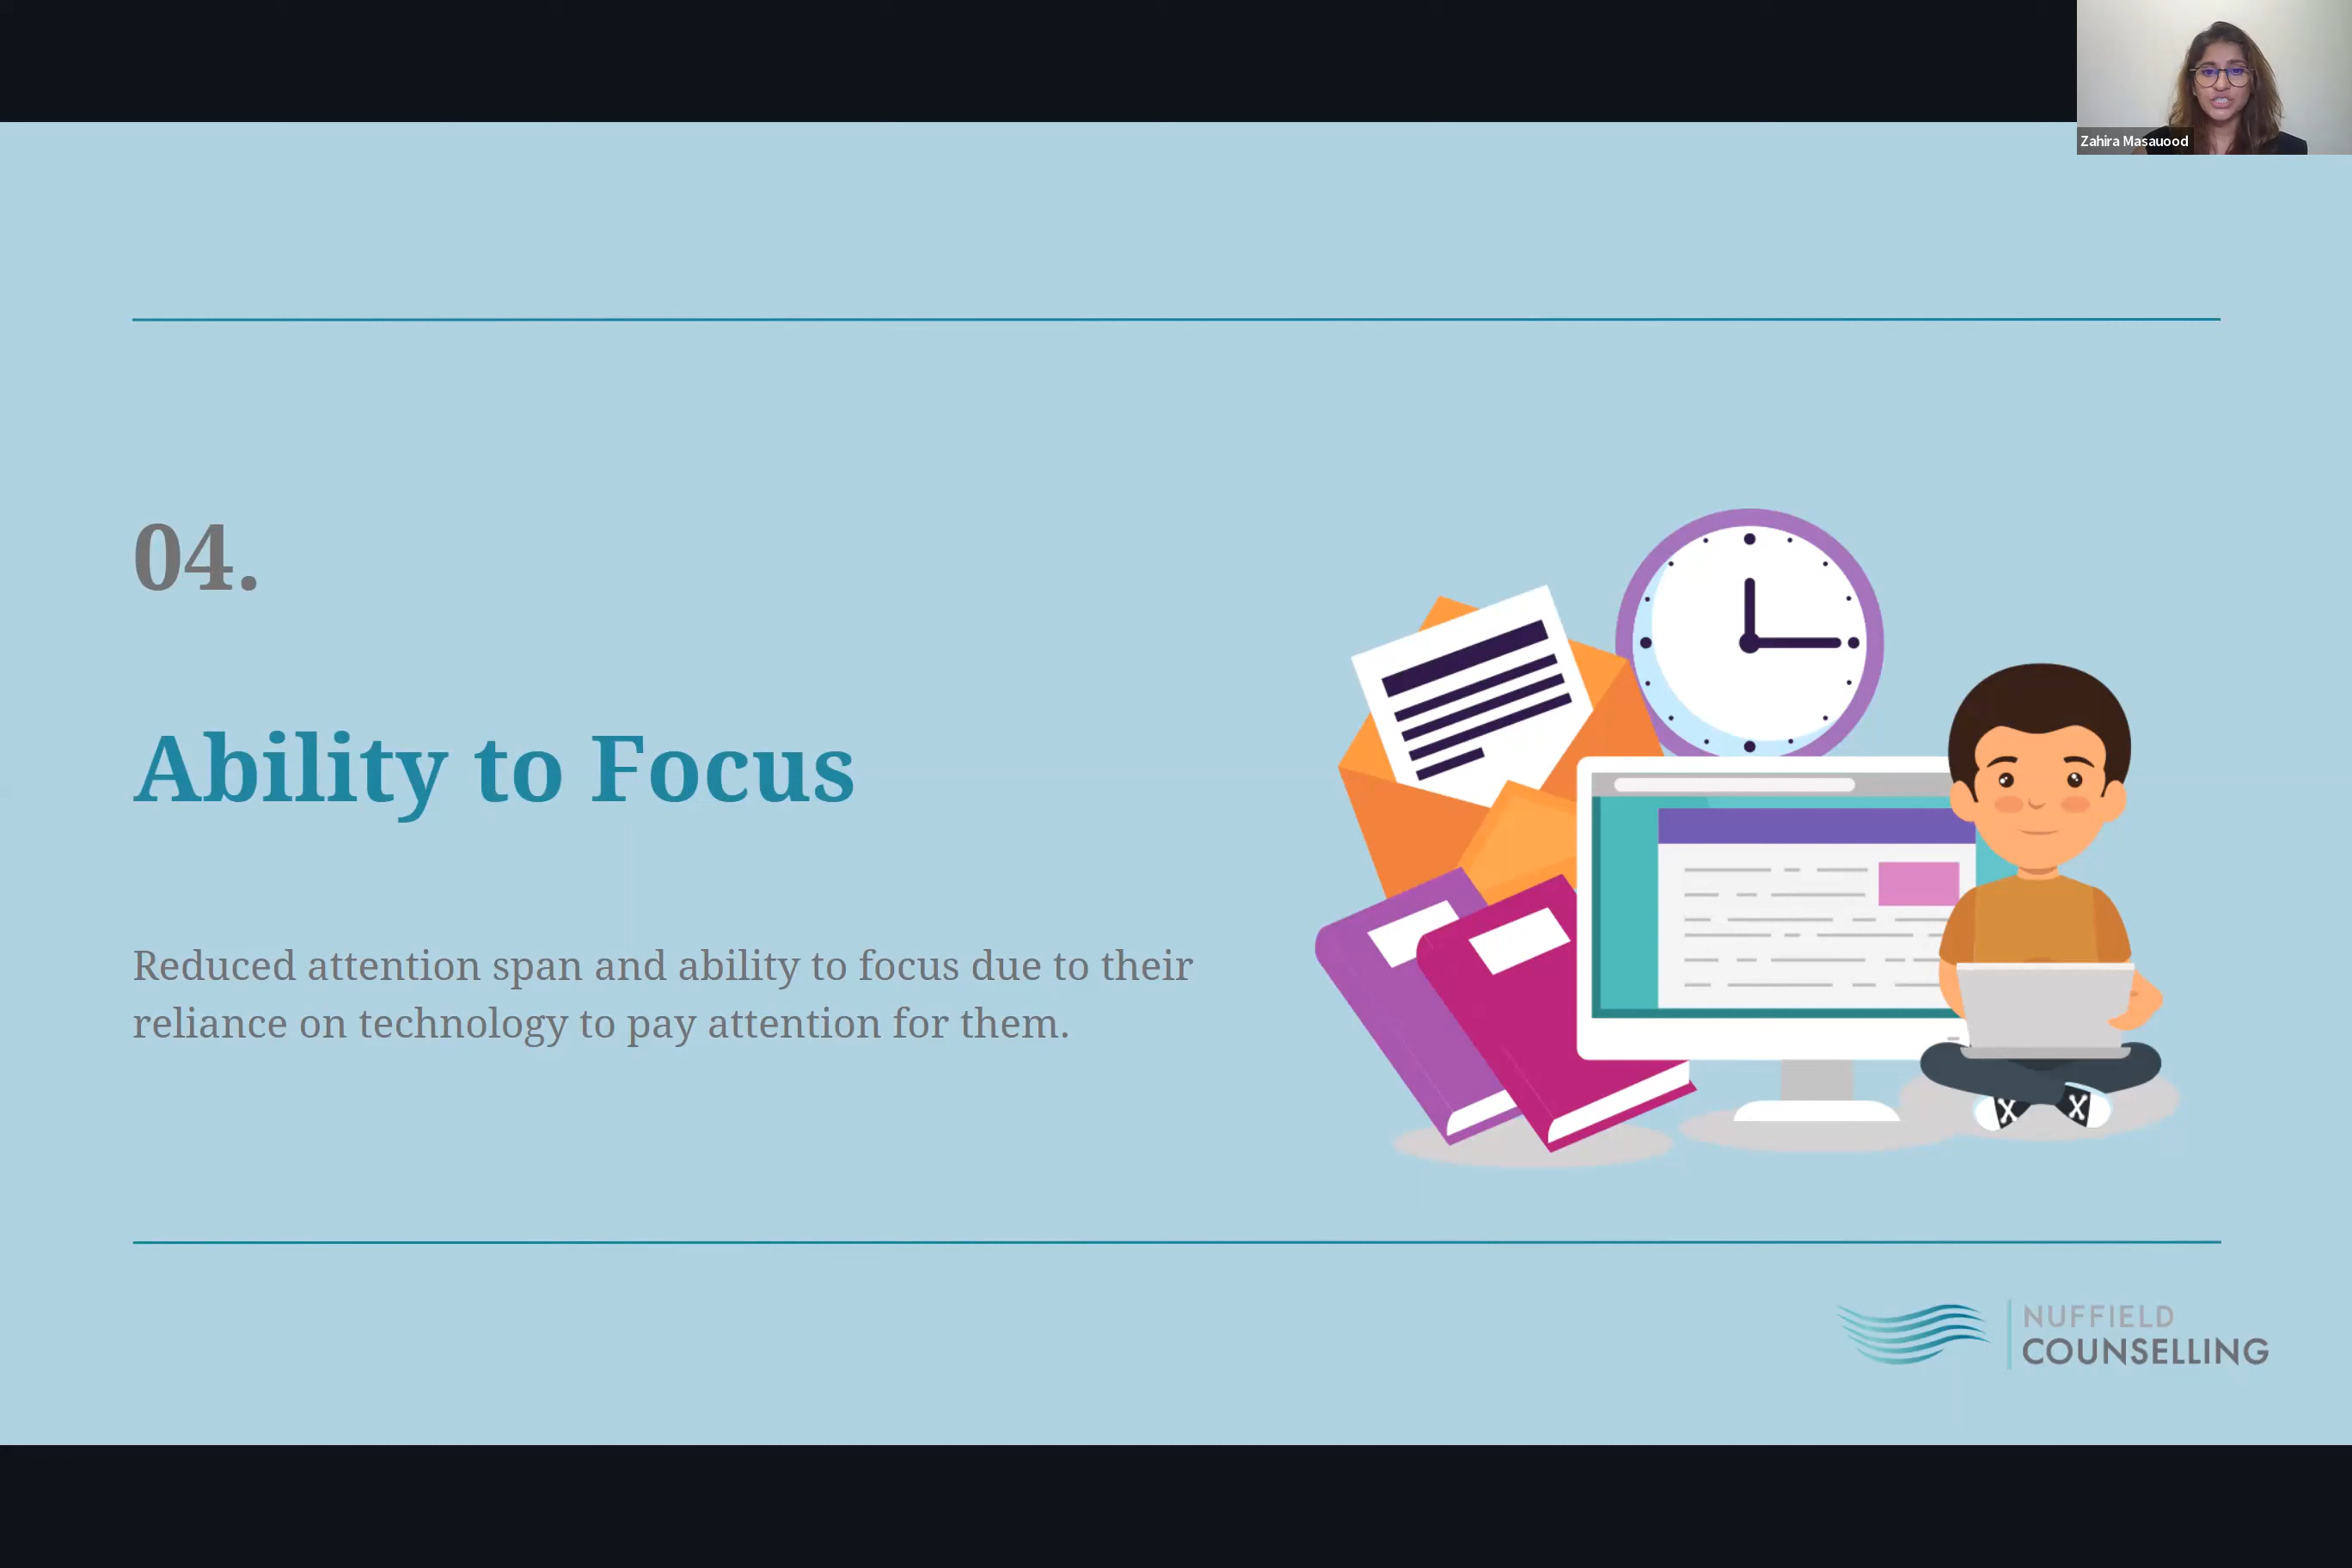 Zahira Masauood
04.
Ability to Focus
Reduced attention span and ability to focus due to their
reliance on technology to pay attention for them.
NUFFIELD
COUNSELLING